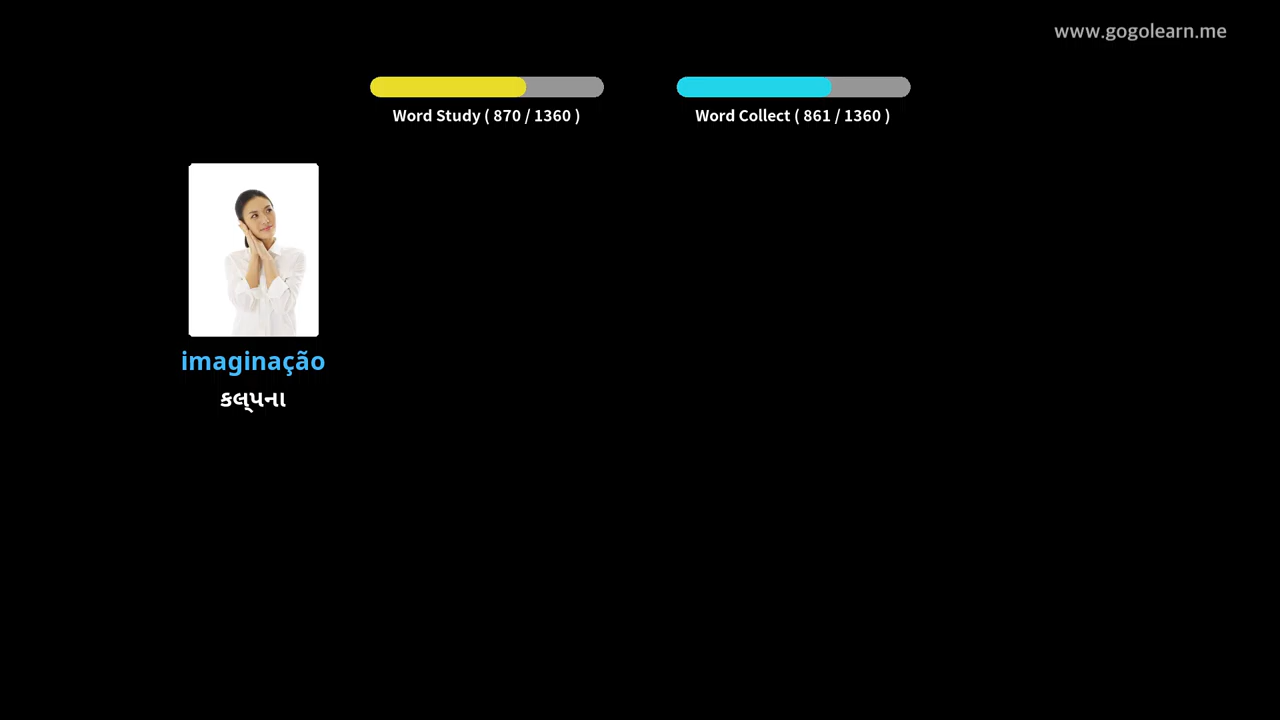 www.gogolearn.me
Word Study ( 870 / 1360 )
Word Collect ( 861 / 1360 )
imaginação
કલ્પના